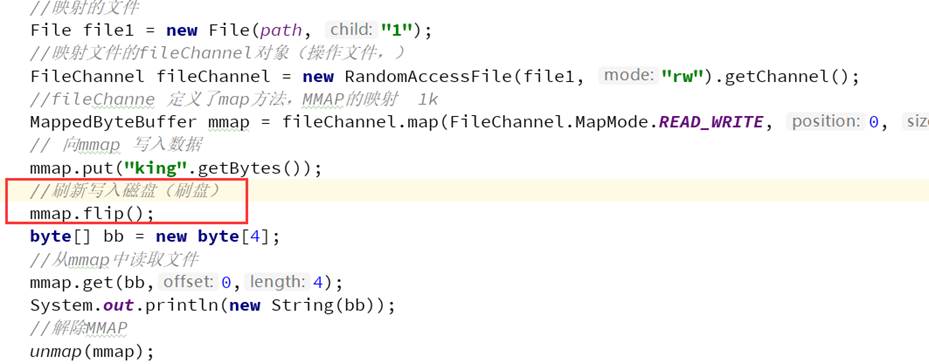 //映射的文件
File file1 = new File(path, child: "1");
//映射文件的fileChannel对象（操作文件，）
FileChannel fileChannel = new RandomAccessFile(file1, mode: "rw").getChannel();
//fileChanne 定义了map方法，MMAP的映射 1k
MappedByteBuffer mmap = fileChannel.map(FileChannel.MapMode.READ_WRITE, position: 0, siz
// 向mmap 写入数据
mmap.put("king".getBytes());
//刷新写入磁盘（刷盘）
mmap.flip();
byte[] bb = new byte[4];
//从mmap中读取文件
mmap.get(bb, offset: 0, length: 4);
System.out.println(new String(bb));
//解除MMAP
unmap(mmap);